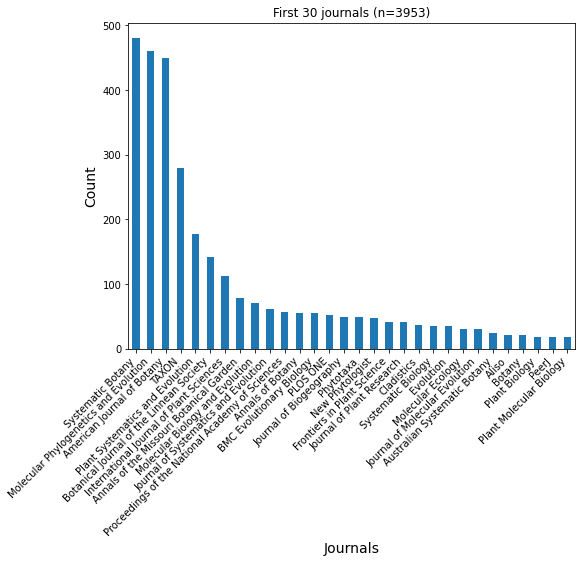 First 30 journals (n=3953)
500
400
300
200
100
0
Count
Systematic Botany
Molecular Phylogenetics and Evolution
American Journal of Botany
TAXON
Plant Systematics and Evolution
Botanical Journal of the Linnean Society
International Journal of Plant Sciences
Annals of the Missouri Botanical Garden
Molecular Biology and Evolution
Journal of Systematics and Evolution
Proceedings of the National Academy of Sciences
Annals of Botany
BMC Evolutionary Biology
PLOS ONE
Journal of Biogeography
Phytotaxa
New Phytologist
Frontiers in Plant Science
Journal of Plant Research
Cladistics
Systematic Biology
Evolution
Molecular Ecology
Journal of Molecular Evolution
Australian Systematic Botany
Aliso
Botany
Plant Biology
PeerJ
Plant Molecular Biology
Journals